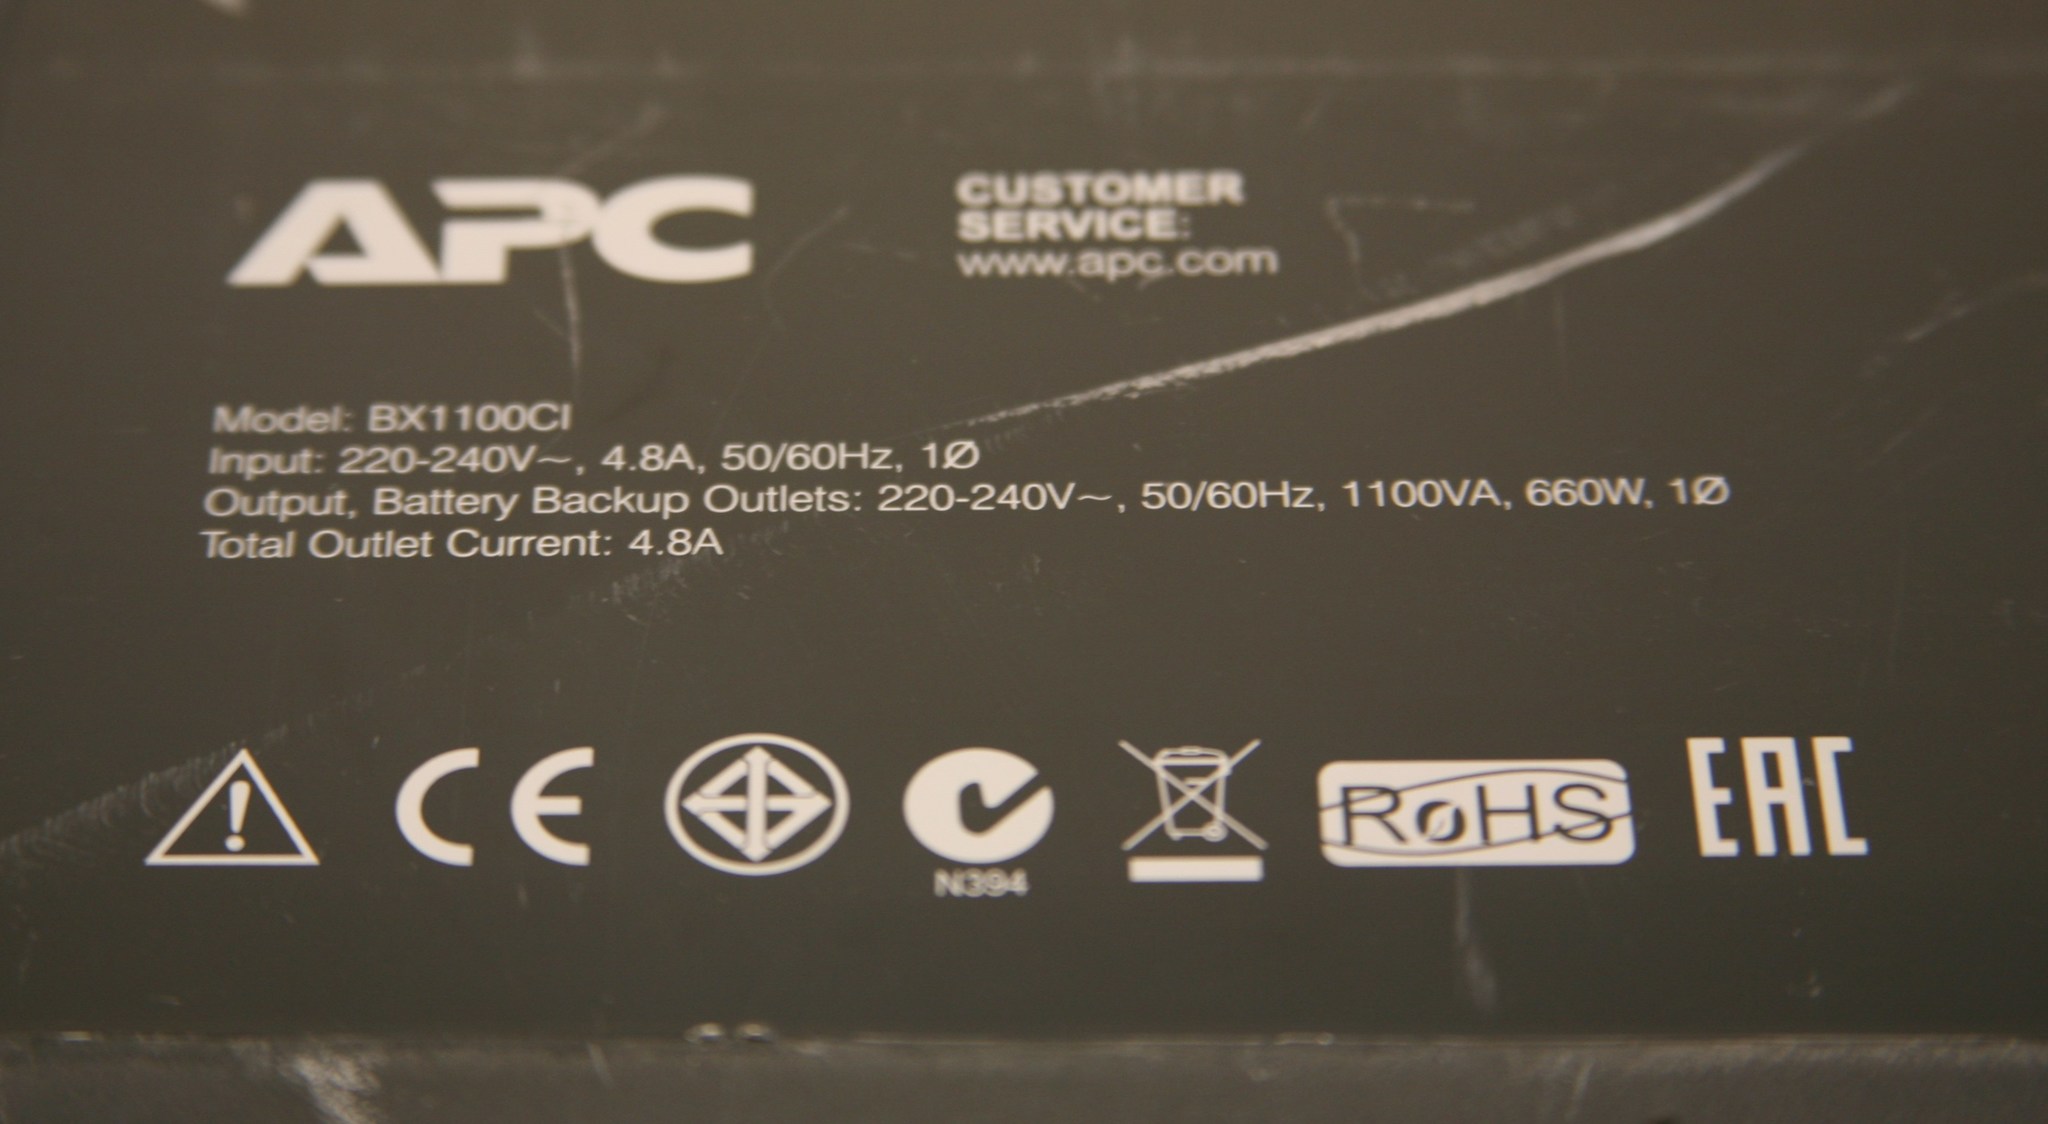 APC
CUSTOMER
SERVICE:
www.apc.com
Model: BX1100CI
Input: 220-240V~, 4.8A, 50/60Hz, 1Ø
Output, Battery Backup Outlets: 220-240V~, 50/60Hz, 1100VA, 660W, 1Ø
Total Outlet Current: 4.8A
CE
N394
RoHS
EAC